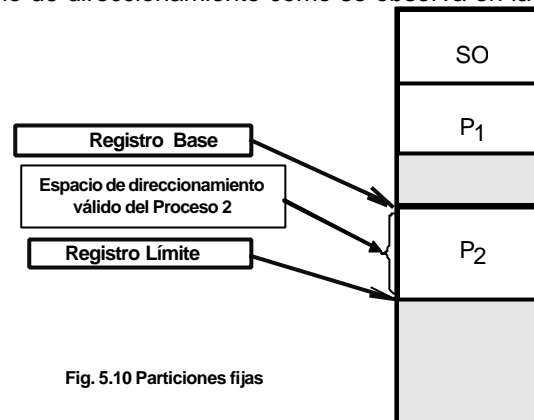 de direccionamiento como se observa en la
SO
P1
Registro Base
Espacio de direccionamiento
válido del Proceso 2
Registro Límite
P2
Fig. 5.10 Particiones fijas